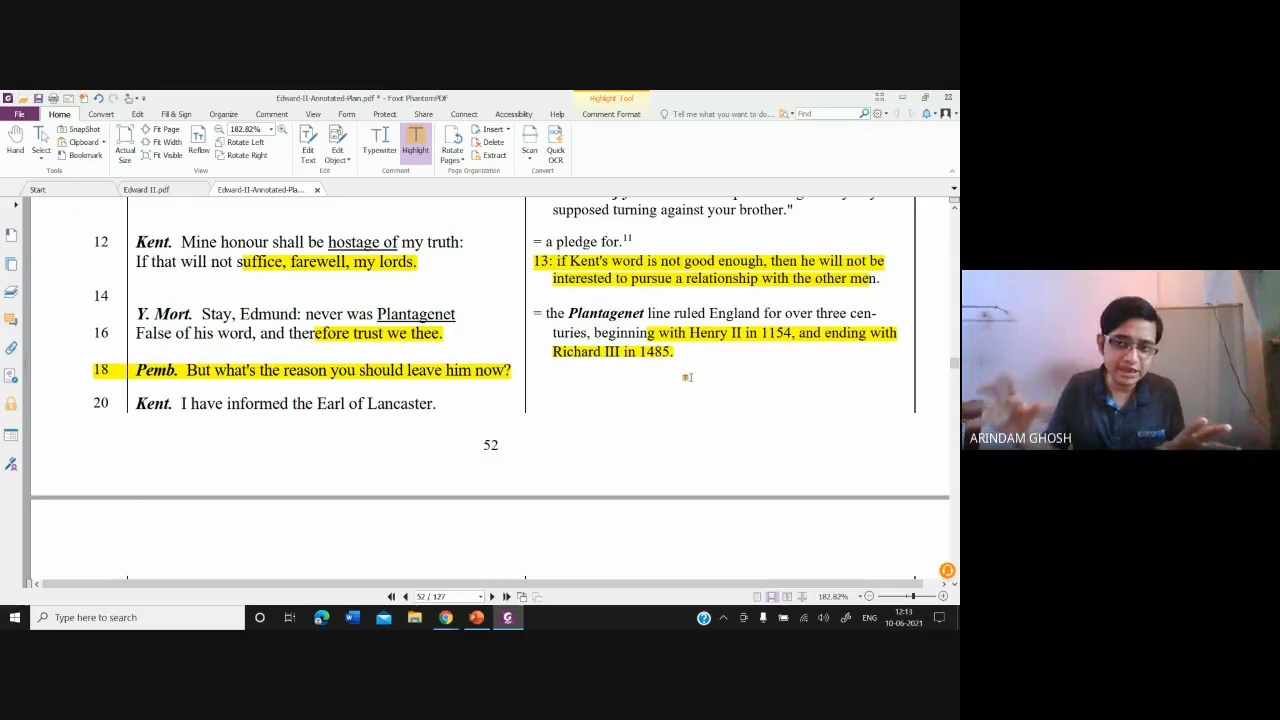 Edward-II-Annotated-Plain.pdf * - Foxit PhantomPDF
Highlight Tool
File Home Convert Edit Fill & Sign Organize Comment View Form Protect Share Connect Accessibility Help Comment Format Tell me what you want to do... Find
Hand
Select
SnapShot
Clipboard
Bookmark
Tools
Actual Size
Fit Page
Fit Width
Fit Visible
Reflow
182.82%
Rotate Left
Rotate Right
View
Edit Text
Edit Object
Edit
Typewriter
Highlight
Comment
Rotate Pages
Insert
Delete
Extract
Page Organization
Scan
Quick OCR
Convert
Start Edward II.pdf Edward-II-Annotated-Pla...
supposed turning against your brother."
12 Kent. Mine honour shall be hostage of my truth: = a pledge for.11
If that will not suffice, farewell, my lords. 13: if Kent's word is not good enough, then he will not be
interested to pursue a relationship with the other men.
14
Y. Mort. Stay, Edmund: never was Plantagenet = the Plantagenet line ruled England for over three cen-
16 False of his word, and therefore trust we thee. turies, beginning with Henry II in 1154, and ending with
Richard III in 1485.
18 Pemb. But what's the reason you should leave him now?
20 Kent. I have informed the Earl of Lancaster.
52
52 / 127
182.82%
Type here to search
ENG
12:13
10-06-2021
ARINDAM GHOSH